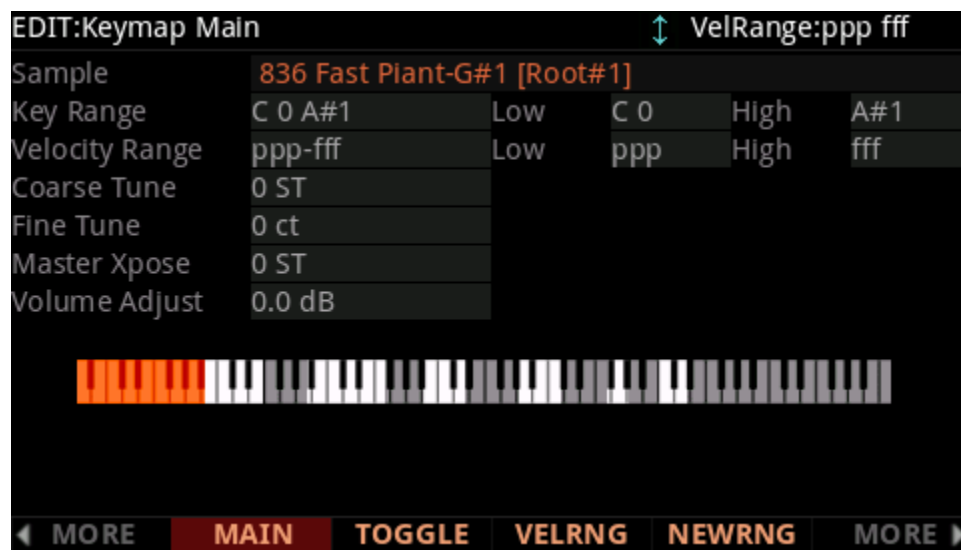 EDIT:Keymap Main VelRange:ppp fff
Sample 836 Fast Piant-G#1 [Root#1]
Key Range C 0 A#1 Low C 0 High A#1
Velocity Range ppp-fff Low ppp High fff
Coarse Tune 0 ST
Fine Tune 0 ct
Master Xpose 0 ST
Volume Adjust 0.0 dB
MORE MAIN TOGGLE VELRNG NEWRNG MORE